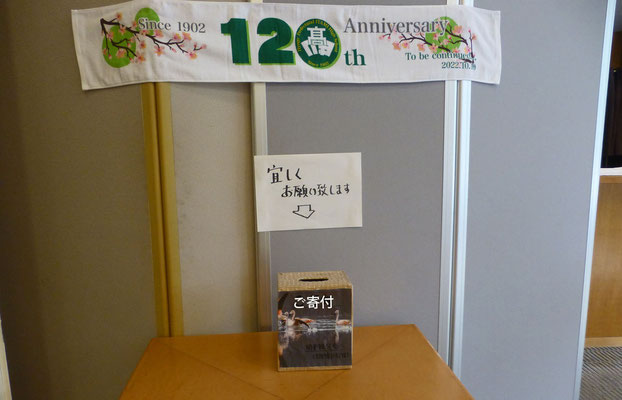 Since 1902
120th
高
Anniversary
To be continued
2022.10.
宜しく
お願い致します
ご寄付